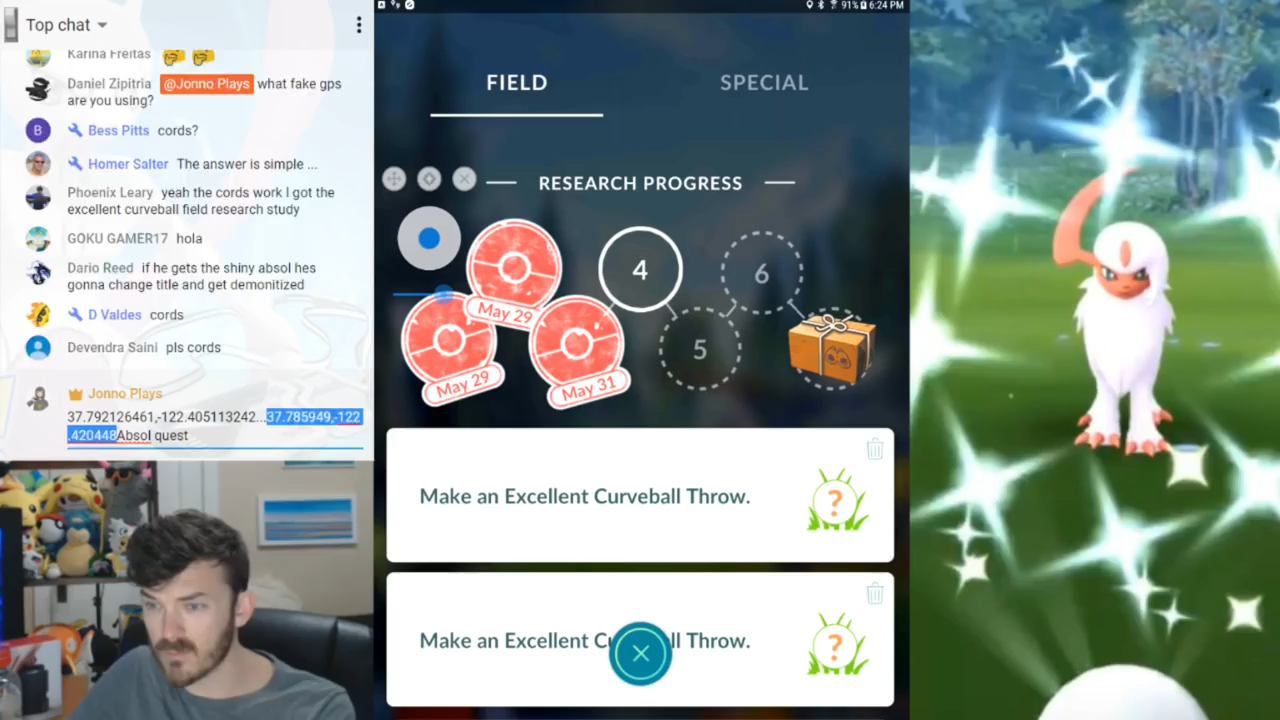 Top chat
Karina Freitas
Daniel Zipitria @Jonno Plays what fake gps
are you using?
B Bess Pitts cords?
Homer Salter The answer is simple ...
Phoenix Leary yeah the cords work I got the
excellent curveball field research study
GOKU GAMER17 hola
Dario Reed if he gets the shiny absol hes
gonna change title and get demonitized
D Valdes cords
Devendra Saini pls cords
Jonno Plays
37.792126461,-122.405113242...37.785949,-122
.420448Absol quest
91% 6:24 PM
FIELD SPECIAL
RESEARCH PROGRESS
4
6
May 29
5
May 29
May 31
Make an Excellent Curveball Throw.
?
Make an Excellent Cu ll Throw.
?